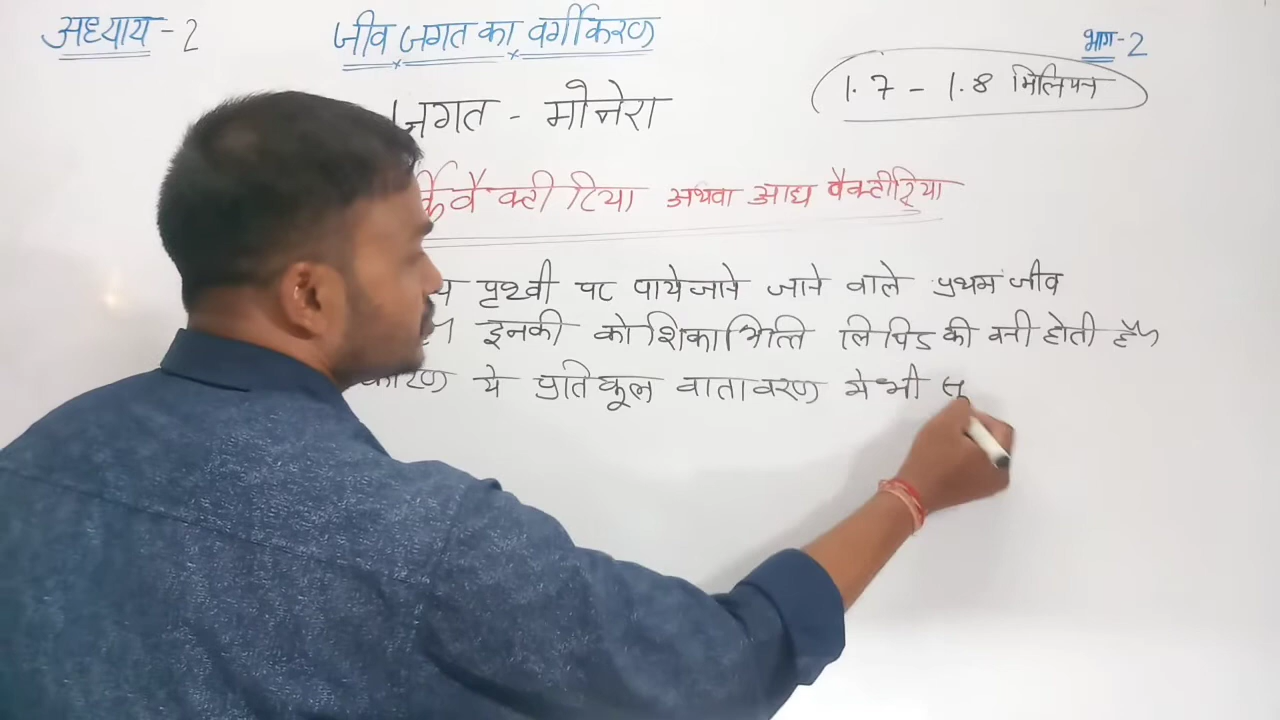 अध्याय - 2
जीव जगत का वर्गीकरण
भाग - 2
1.7 - 1.8 मिलियन
जगत - मोनेरा
अथवा आद्य बैक्टीरिया
पृथ्वी पर पायेजाने जाने वाले प्रथम जीव
इनकी कोशिकाभित्ति लिपिड की बनी होती है
कारण ये प्रतिकूल वातावरण मे भी